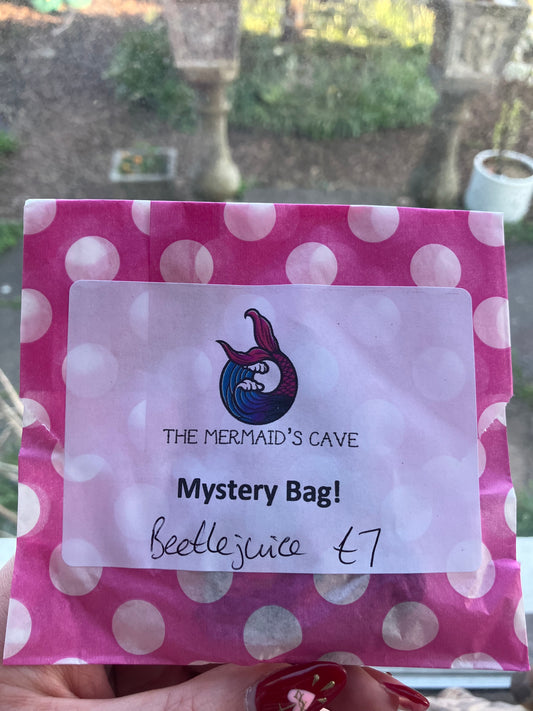 THE MERMAID'S CAVE
Mystery Bag!
Beetlejuice £7